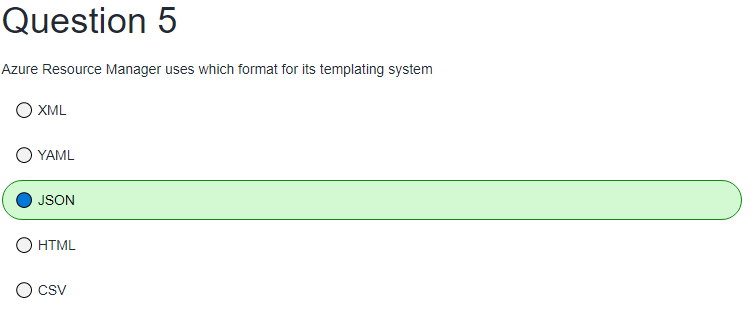 Question 5
Azure Resource Manager uses which format for its templating system
XML
YAML
JSON
HTML
CSV